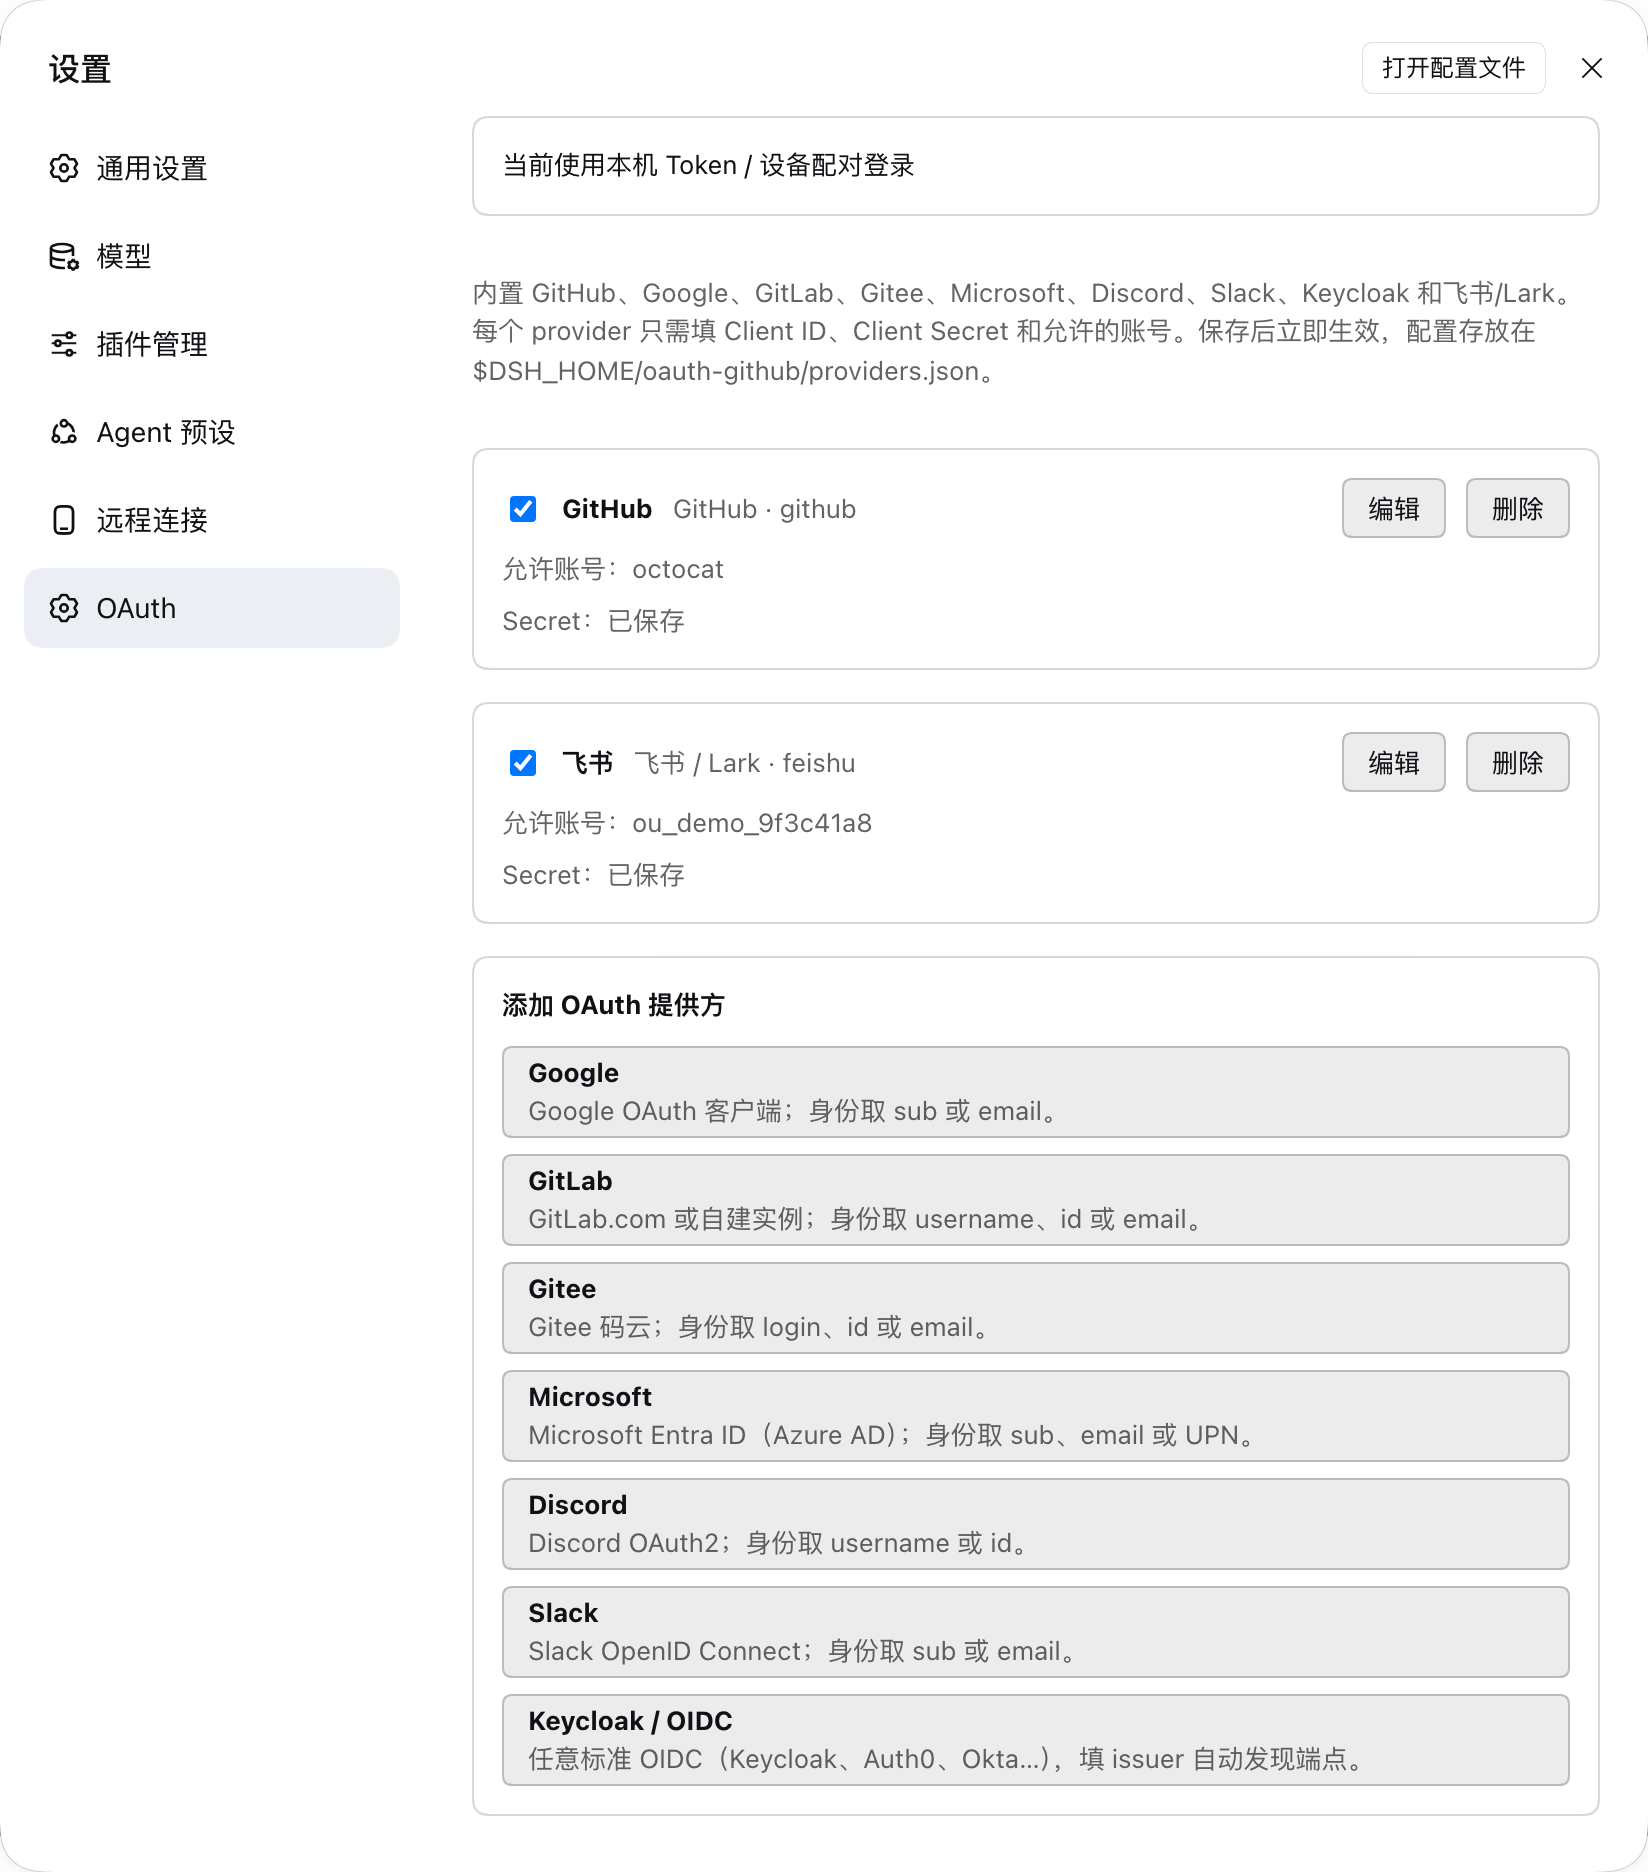 设置
打开配置文件
通用设置
模型
插件管理
Agent 预设
远程连接
OAuth
当前使用本机 Token / 设备配对登录
内置 GitHub、Google、GitLab、Gitee、Microsoft、Discord、Slack、Keycloak 和飞书/Lark。
每个 provider 只需填 Client ID、Client Secret 和允许的账号。保存后立即生效，配置存放在
$DSH_HOME/oauth-github/providers.json。
GitHub GitHub · github 编辑 删除
允许账号：octocat
Secret：已保存
飞书 飞书 / Lark · feishu 编辑 删除
允许账号：ou_demo_9f3c41a8
Secret：已保存
添加 OAuth 提供方
Google
Google OAuth 客户端；身份取 sub 或 email。
GitLab
GitLab.com 或自建实例；身份取 username、id 或 email。
Gitee
Gitee 码云；身份取 login、id 或 email。
Microsoft
Microsoft Entra ID（Azure AD）；身份取 sub、email 或 UPN。
Discord
Discord OAuth2；身份取 username 或 id。
Slack
Slack OpenID Connect；身份取 sub 或 email。
Keycloak / OIDC
任意标准 OIDC（Keycloak、Auth0、Okta…），填 issuer 自动发现端点。